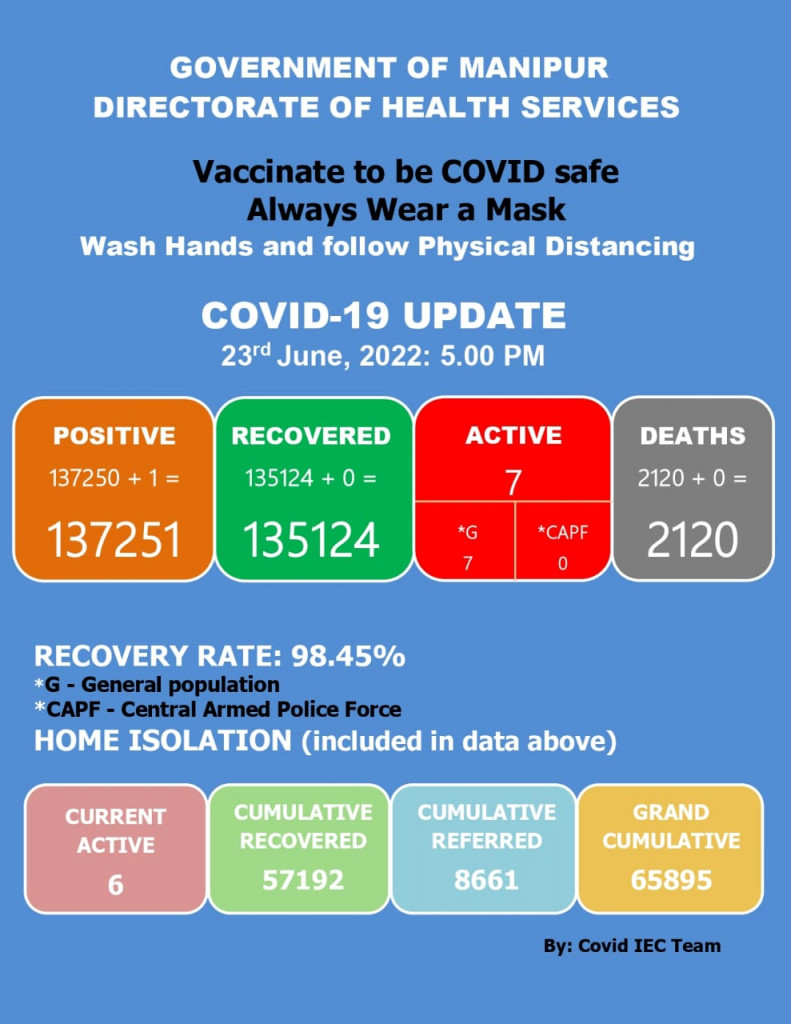 GOVERNMENT OF MANIPUR
DIRECTORATE OF HEALTH SERVICES
Vaccinate to be COVID safe
Always Wear a Mask
Wash Hands and follow Physical Distancing
COVID-19 UPDATE
23rd June, 2022: 5.00 PM
POSITIVE
137250 + 1 =
137251
RECOVERED
135124 + 0 =
135124
ACTIVE
7
*G
7
*CAPF
0
DEATHS
2120 + 0 =
2120
RECOVERY RATE: 98.45%
*G - General population
*CAPF - Central Armed Police Force
HOME ISOLATION (included in data above)
CURRENT
ACTIVE
6
CUMULATIVE
RECOVERED
57192
CUMULATIVE
REFERRED
8661
GRAND
CUMULATIVE
65895
By: Covid IEC Team